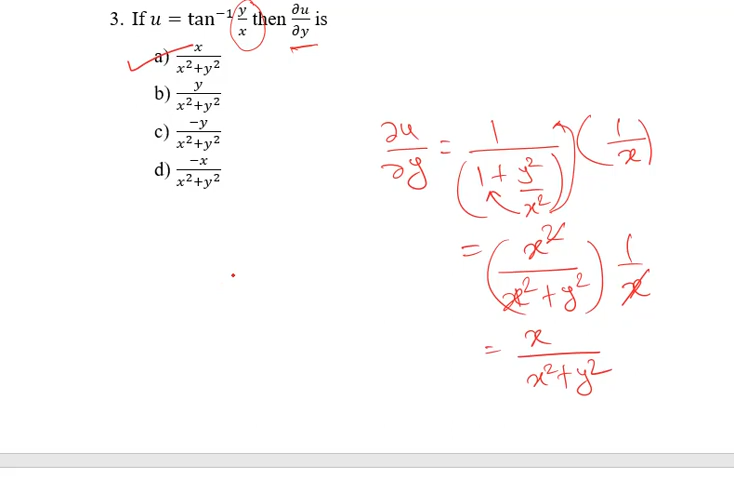 3. If u = tan⁻¹ y/x then ∂u/∂y is
a) x/(x²+y²)
b) y/(x²+y²)
c) −y/(x²+y²)
d) −x/(x²+y²)
∂u/∂y = 1/(1 + y²/x²) (1/x)
= (x²/(x² + y²)) 1/x
= x/(x²+y²)